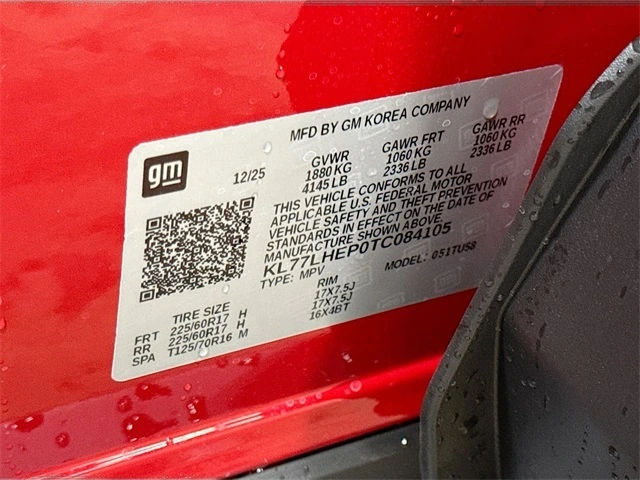 MFD BY GM KOREA COMPANY
gm
12/25
GVWR GAWR FRT GAWR RR
1880 KG 1060 KG 1060 KG
4145 LB 2336 LB 2336 LB
THIS VEHICLE CONFORMS TO ALL
APPLICABLE U.S. FEDERAL MOTOR
VEHICLE SAFETY AND THEFT PREVENTION
STANDARDS IN EFFECT ON THE DATE OF
MANUFACTURE SHOWN ABOVE
KL77LHEP0TC084105
TYPE: MPV MODEL: 051TU58
TIRE SIZE RIM
FRT 225/60R17 H 17X7.5J
RR 225/60R17 H 17X7.5J
SPA T125/70R16 M 16X4BT